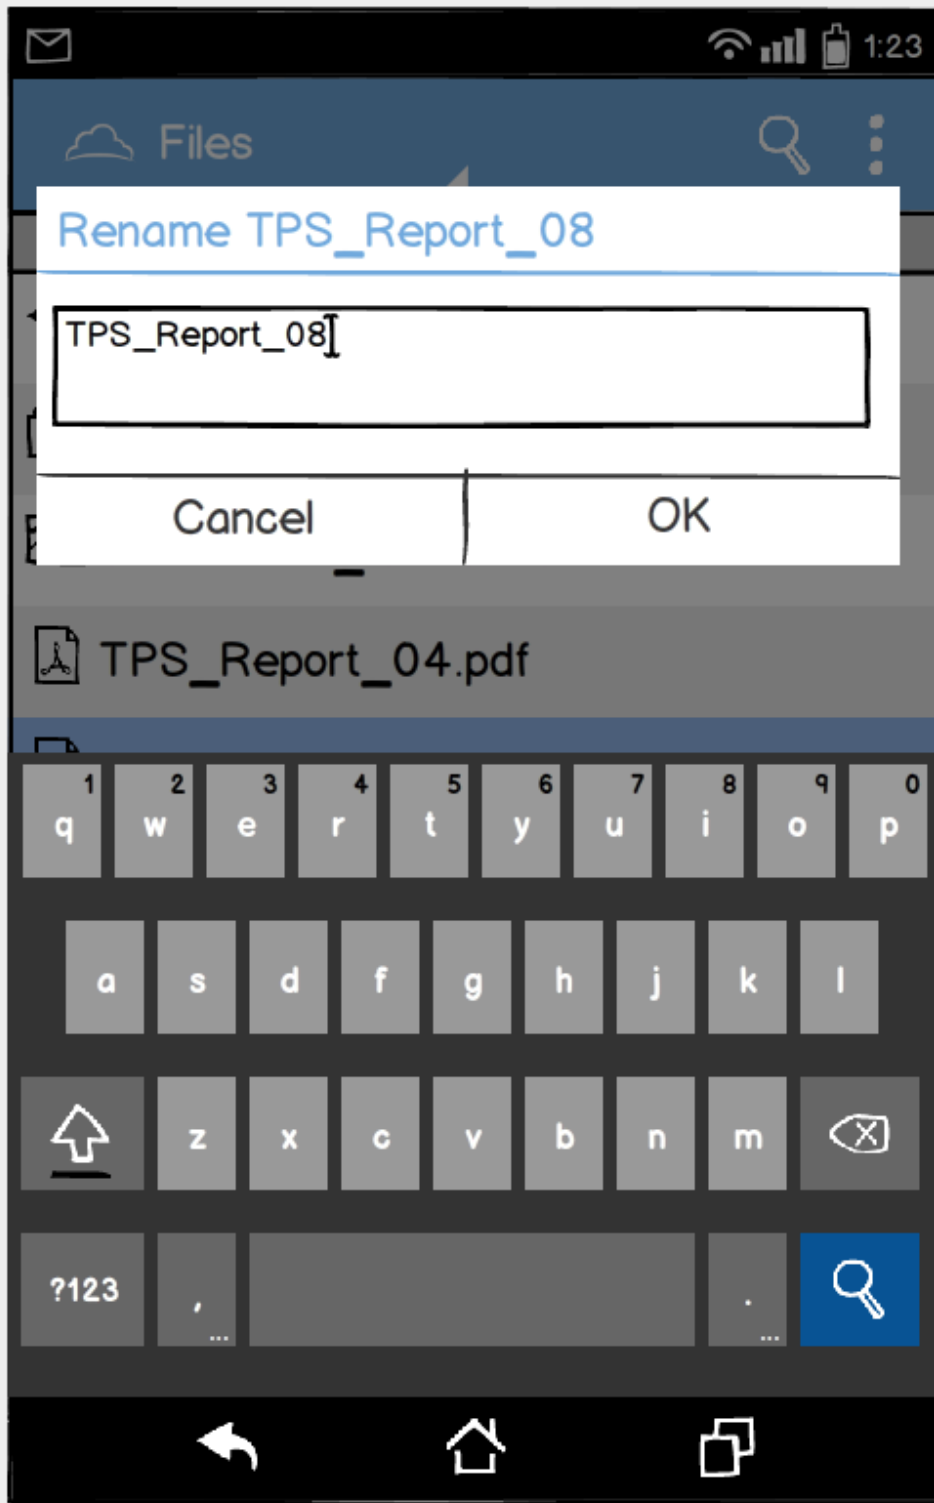 1:23
Files
Rename TPS_Report_08
TPS_Report_08
Cancel OK
TPS_Report_04.pdf
1 2 3 4 5 6 7 8 9 0
q w e r t y u i o p
a s d f g h j k l
z x c v b n m
?123 , ... . ...